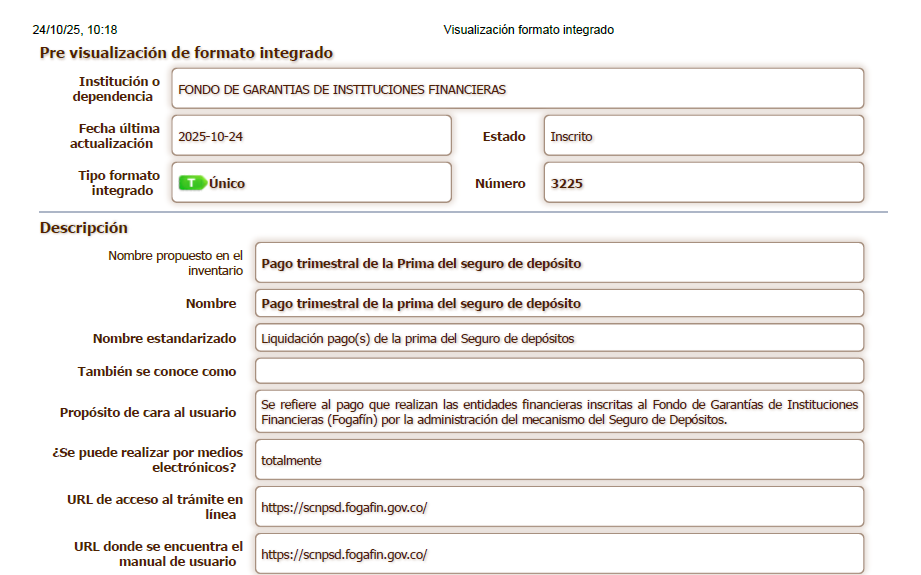 24/10/25, 10:18 Visualización formato integrado
Pre visualización de formato integrado
Institución o
dependencia
FONDO DE GARANTIAS DE INSTITUCIONES FINANCIERAS
Fecha última
actualización
2025-10-24
Estado
Inscrito
Tipo formato
integrado
T Único
Número
3225
Descripción
Nombre propuesto en el
inventario
Pago trimestral de la Prima del seguro de depósito
Nombre
Pago trimestral de la prima del seguro de depósito
Nombre estandarizado
Liquidación pago(s) de la prima del Seguro de depósitos
También se conoce como
Propósito de cara al usuario
Se refiere al pago que realizan las entidades financieras inscritas al Fondo de Garantías de Instituciones
Financieras (Fogafín) por la administración del mecanismo del Seguro de Depósitos.
¿Se puede realizar por medios
electrónicos?
totalmente
URL de acceso al trámite en
línea
https://scnpsd.fogafin.gov.co/
URL donde se encuentra el
manual de usuario
https://scnpsd.fogafin.gov.co/